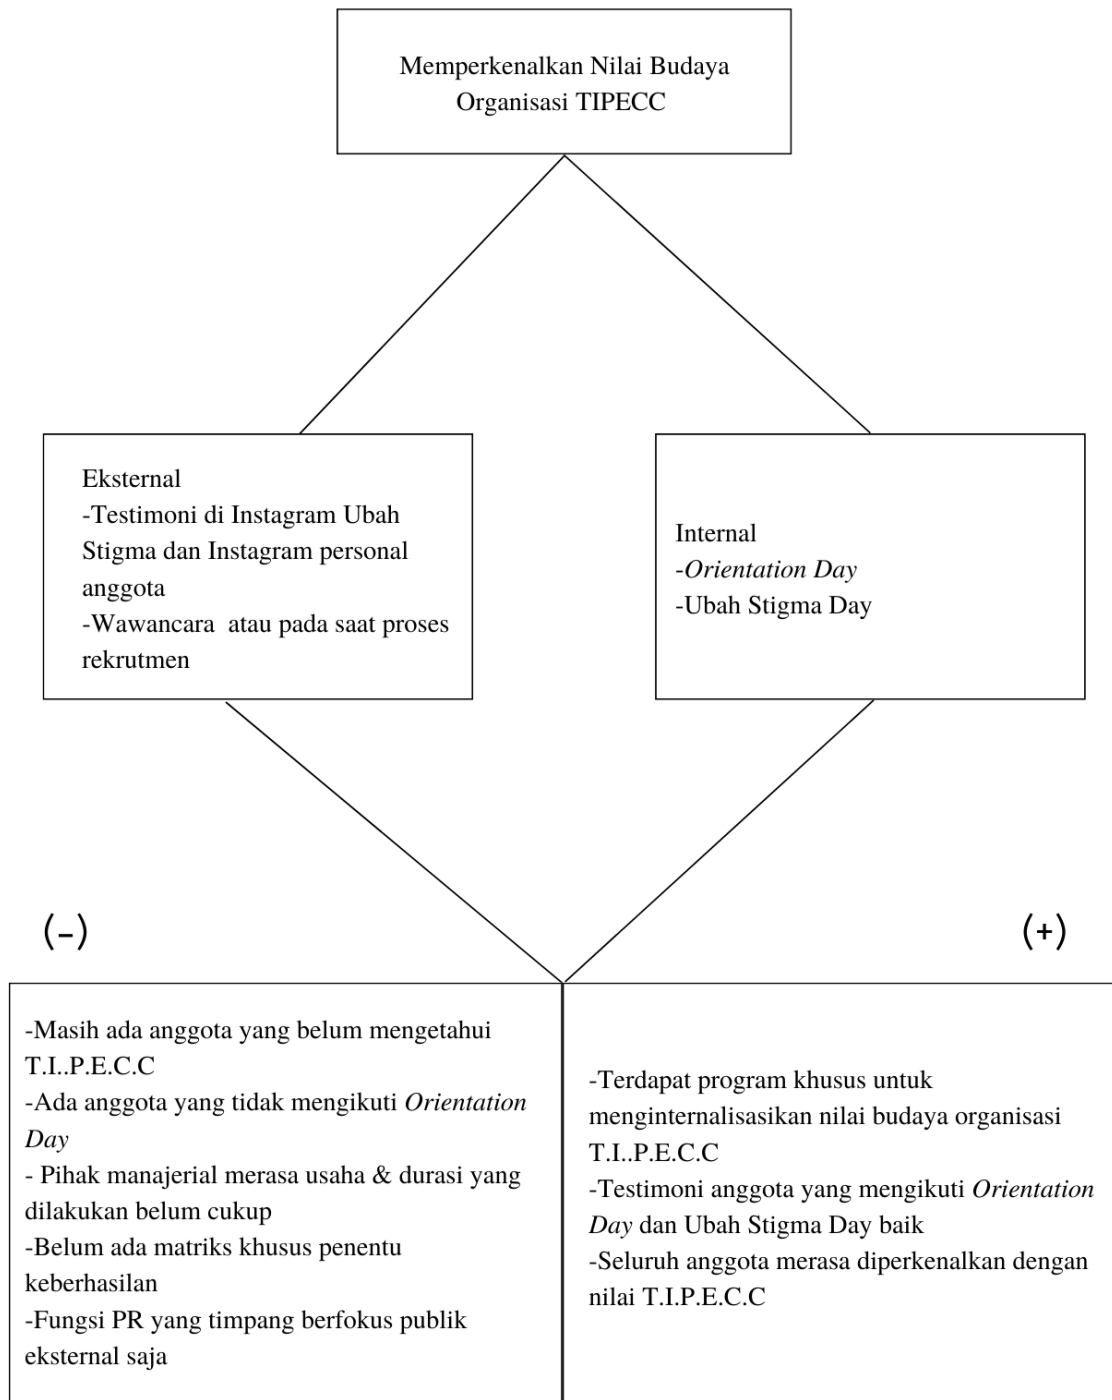 Memperkenalkan Nilai Budaya
Organisasi TIPECC
Eksternal
-Testimoni di Instagram Ubah
Stigma dan Instagram personal
anggota
-Wawancara atau pada saat proses
rekrutmen
Internal
-Orientation Day
-Ubah Stigma Day
(-)
(+)
-Masih ada anggota yang belum mengetahui
T.I..P.E.C.C
-Ada anggota yang tidak mengikuti Orientation
Day
- Pihak manajerial merasa usaha & durasi yang
dilakukan belum cukup
-Belum ada matriks khusus penentu
keberhasilan
-Fungsi PR yang timpang berfokus publik
eksternal saja
-Terdapat program khusus untuk
menginternalisasikan nilai budaya organisasi
T.I..P.E.C.C
-Testimoni anggota yang mengikuti Orientation
Day dan Ubah Stigma Day baik
-Seluruh anggota merasa diperkenalkan dengan
nilai T.I.P.E.C.C